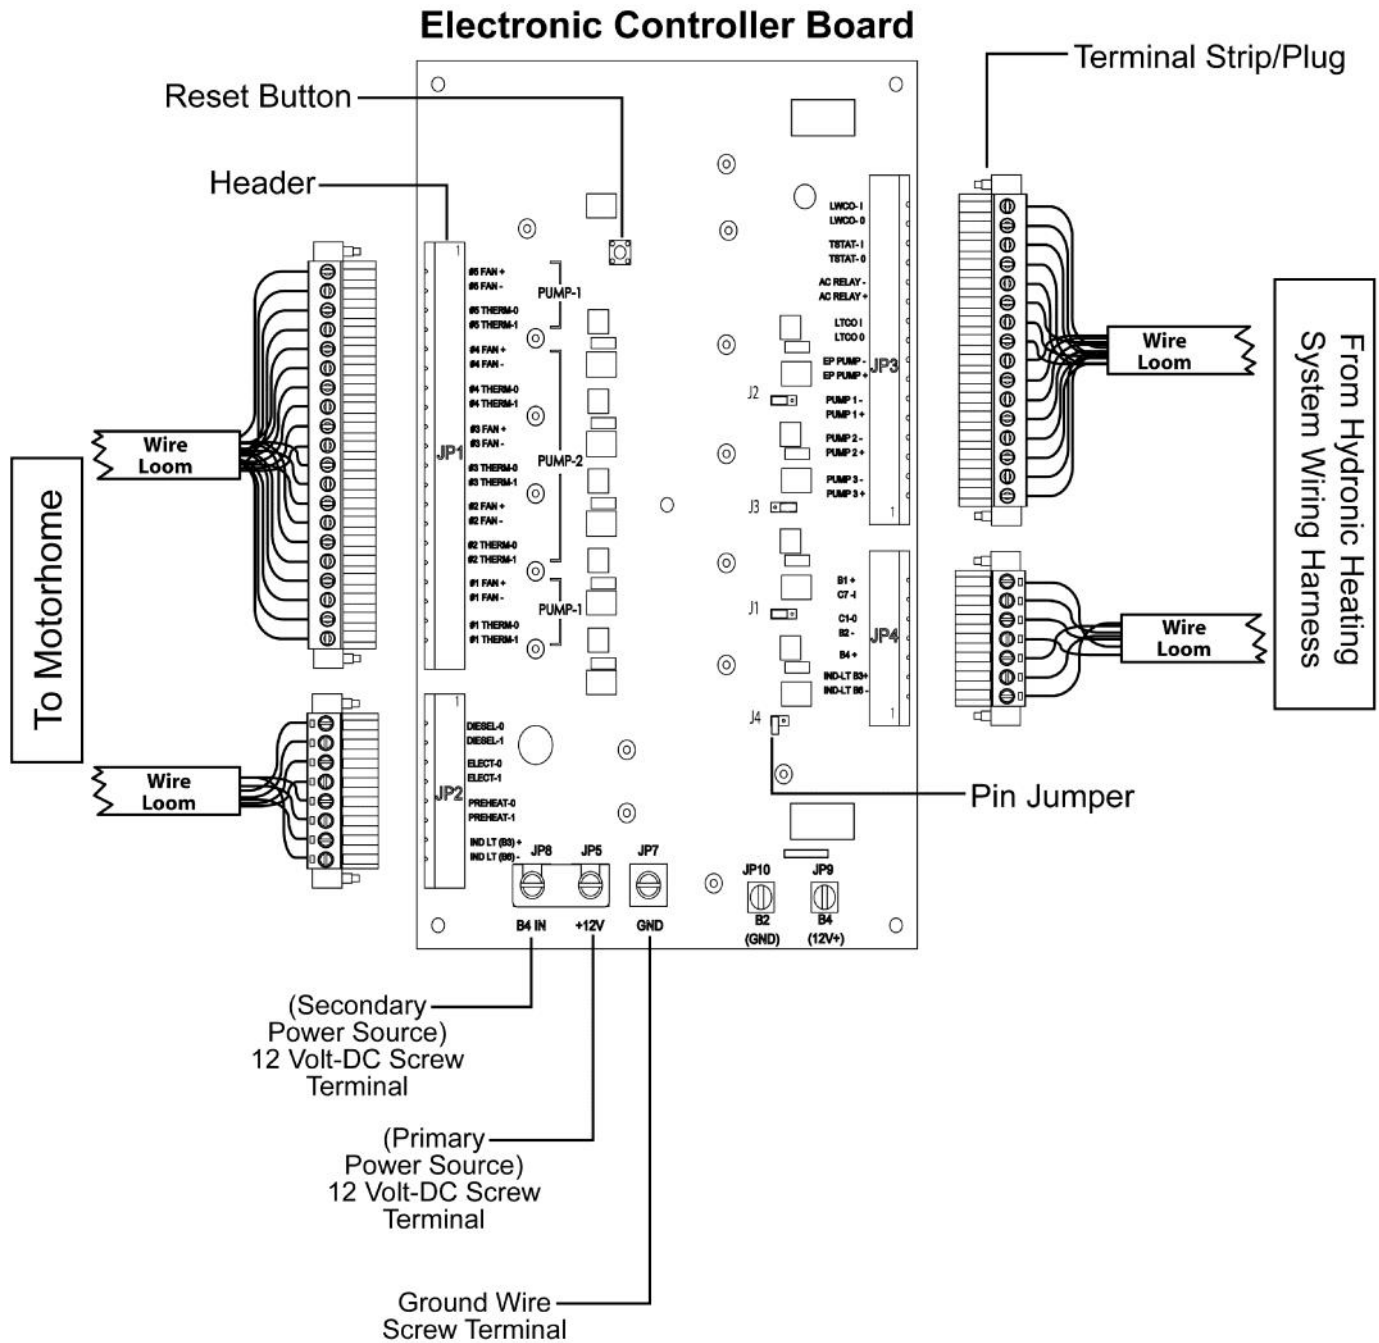 Electronic Controller Board
Reset Button
Header
Terminal Strip/Plug
1
#5 FAN +
#5 FAN -
#5 THERM-0
#5 THERM-1
#4 FAN +
#4 FAN -
#4 THERM-0
#4 THERM-1
#3 FAN +
#3 FAN -
#3 THERM-0
#3 THERM-1
#2 FAN +
#2 FAN -
#2 THERM-0
#2 THERM-1
#1 FAN +
#1 FAN -
#1 THERM-0
#1 THERM-1
JP1
PUMP-1
PUMP-2
PUMP-1
Wire
Loom
To Motorhome
Wire
Loom
1
DIESEL-0
DIESEL-1
ELECT-0
ELECT-1
PREHEAT-0
PREHEAT-1
IND LT (B3) +
IND LT (B6) -
JP2
LWCO- I
LWCO- 0
TSTAT- I
TSTAT- 0
AC RELAY -
AC RELAY +
LTCO I
LTCO 0
EP PUMP -
EP PUMP +
PUMP 1 -
PUMP 1 +
PUMP 2 -
PUMP 2 +
PUMP 3 -
PUMP 3 +
JP3
1
J2
J3
J1
J4
B1 +
C7 -I
C1-0
B2 -
B4 +
IND-LT B3+
IND-LT B6 -
JP4
1
Wire
Loom
Wire
Loom
From Hydronic Heating
System Wiring Harness
Pin Jumper
JP8
JP5
JP7
JP10
JP9
B4 IN
+12V
GND
B2
(GND)
B4
(12V+)
(Secondary
Power Source)
12 Volt-DC Screw
Terminal
(Primary
Power Source)
12 Volt-DC Screw
Terminal
Ground Wire
Screw Terminal